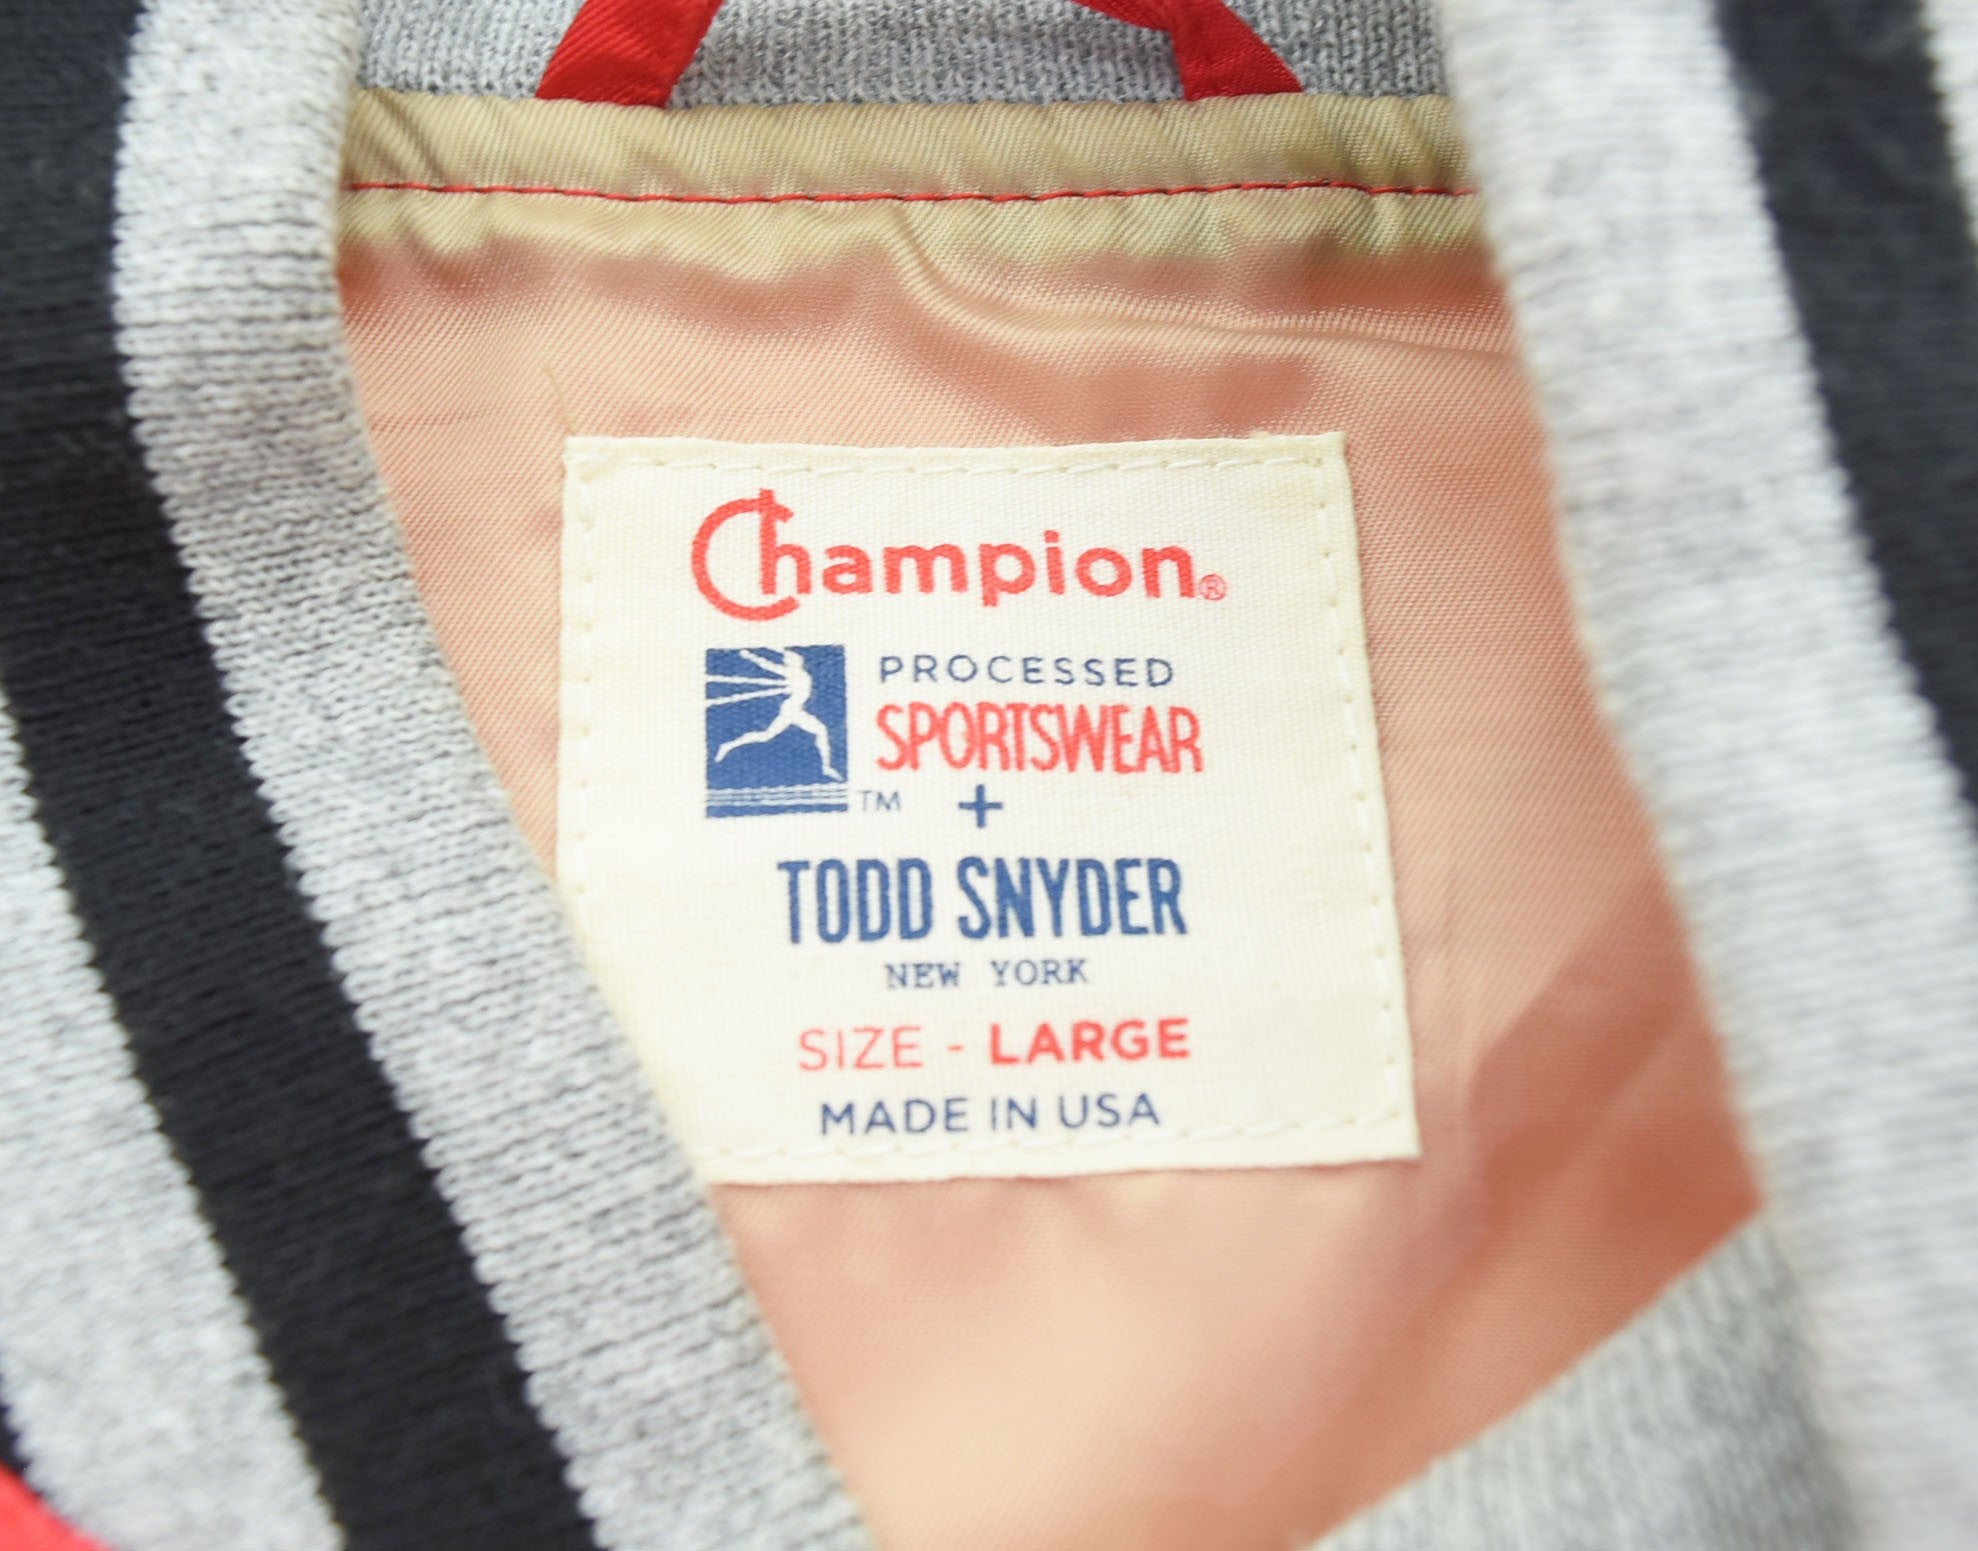 Champion®
PROCESSED
SPORTSWEAR
TM +
TODD SNYDER
NEW YORK
SIZE - LARGE
MADE IN USA